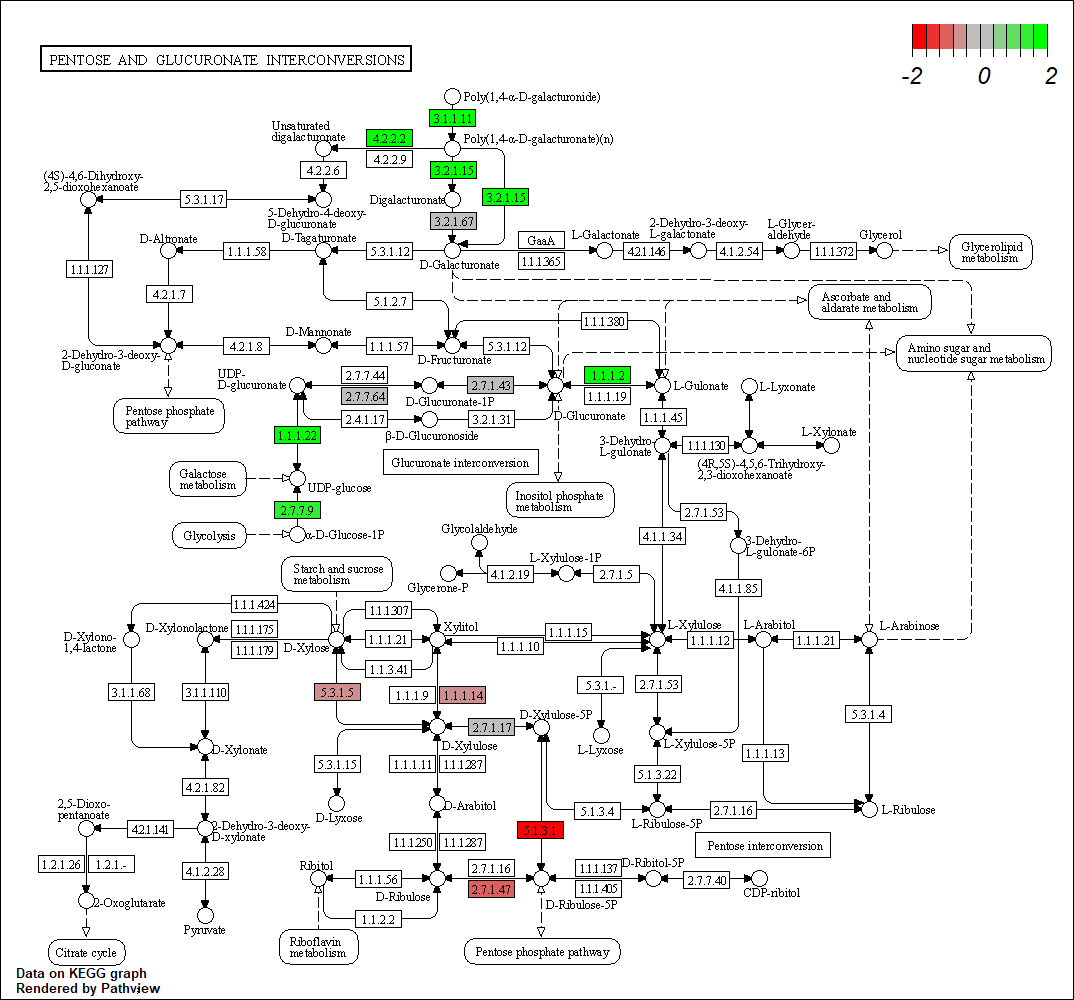 PENTOSE AND GLUCURONATE INTERCONVERSIONS
-2 0 2
Poly(1,4-α-D-galacturonide)
3.1.1.11
Unsaturated
digalacturonate
4.2.2.2
Poly(1,4-α-D-galacturonate)(n)
4.2.2.9
4.2.2.6
3.2.1.15
(4S)-4,6-Dihydroxy-
2,5-dioxohexanoate
5.3.1.17
Digalacturonate
3.2.1.15
5-Dehydro-4-deoxy-
D-glucuronate
3.2.1.67
D-Altronate
D-Tagaturonate
1.1.1.58
5.3.1.12
D-Galacturonate
GaaA
1.1.1365
L-Galactonate
4.2.1.146
2-Dehydro-3-deoxy-
L-galactonate
4.1.2.54
L-Glycer-
aldehyde
1.1.1372
Glycerol
Glycerolipid
metabolism
1.1.1.127
4.2.1.7
5.1.2.7
Ascorbate and
aldarate metabolism
1.1.1.380
2-Dehydro-3-deoxy-
D-gluconate
4.2.1.8
D-Mannonate
1.1.1.57
D-Fructuronate
5.3.1.12
Amino sugar and
nucleotide sugar metabolism
Pentose phosphate
pathway
UDP-
D-glucuronate
2.7.7.44
2.7.7.64
D-Glucuronate-1P
2.7.1.43
D-Glucuronate
1.1.1.2
1.1.1.19
L-Gulonate
L-Lyxonate
2.4.1.17
β-D-Glucuronoside
3.2.1.31
1.1.1.45
1.1.1.22
Glucuronate interconversion
3-Dehydro-
L-gulonate
1.1.1.130
L-Xylonate
(4R,5S)-4,5,6-Trihydroxy-
2,3-dioxohexanoate
Galactose
metabolism
UDP-glucose
Inositol phosphate
metabolism
2.7.7.9
2.7.1.53
Glycolysis
α-D-Glucose-1P
Glycolaldehyde
4.1.1.34
3-Dehydro-
L-gulonate-6P
Starch and sucrose
metabolism
Glycerone-P
4.1.2.19
L-Xylulose-1P
2.7.1.5
4.1.1.85
1.1.1.424
1.1.1307
D-Xylono-
1,4-lactone
D-Xylonolactone
1.1.1.175
1.1.1.179
D-Xylose
1.1.1.21
Xylitol
1.1.1.15
1.1.1.10
L-Xylulose
1.1.1.12
L-Arabitol
1.1.1.21
L-Arabinose
1.1.3.41
3.1.1.68
3.1.1.110
5.3.1.5
1.1.1.9
1.1.1.14
5.3.1.-
2.7.1.53
5.3.1.4
D-Xylonate
D-Xylulose
2.7.1.17
D-Xylulose-5P
L-Lyxose
L-Xylulose-5P
1.1.1.13
5.3.1.15
1.1.1.11
1.1.1287
5.1.3.22
4.2.1.82
D-Lyxose
D-Arabitol
5.1.3.4
L-Ribulose-5P
2.7.1.16
L-Ribulose
2,5-Dioxo-
pentanoate
4.2.1.141
2-Dehydro-3-deoxy-
D-xylonate
5.1.3.1
1.1.1250
1.1.1287
Pentose interconversion
1.2.1.26
1.2.1.-
4.1.2.28
Ribitol
1.1.1.56
D-Ribulose
2.7.1.16
2.7.1.47
D-Ribulose-5P
1.1.1.137
1.1.1.405
D-Ribitol-5P
2.7.7.40
CDP-ribitol
2-Oxoglutarate
Pyruvate
1.1.2.2
Citrate cycle
Riboflavin
metabolism
Pentose phosphate pathway
Data on KEGG graph
Rendered by Pathview